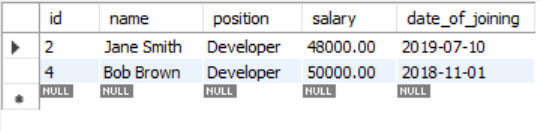 id name position salary date_of_joining
2 Jane Smith Developer 48000.00 2019-07-10
4 Bob Brown Developer 50000.00 2018-11-01
NULL NULL NULL NULL NULL